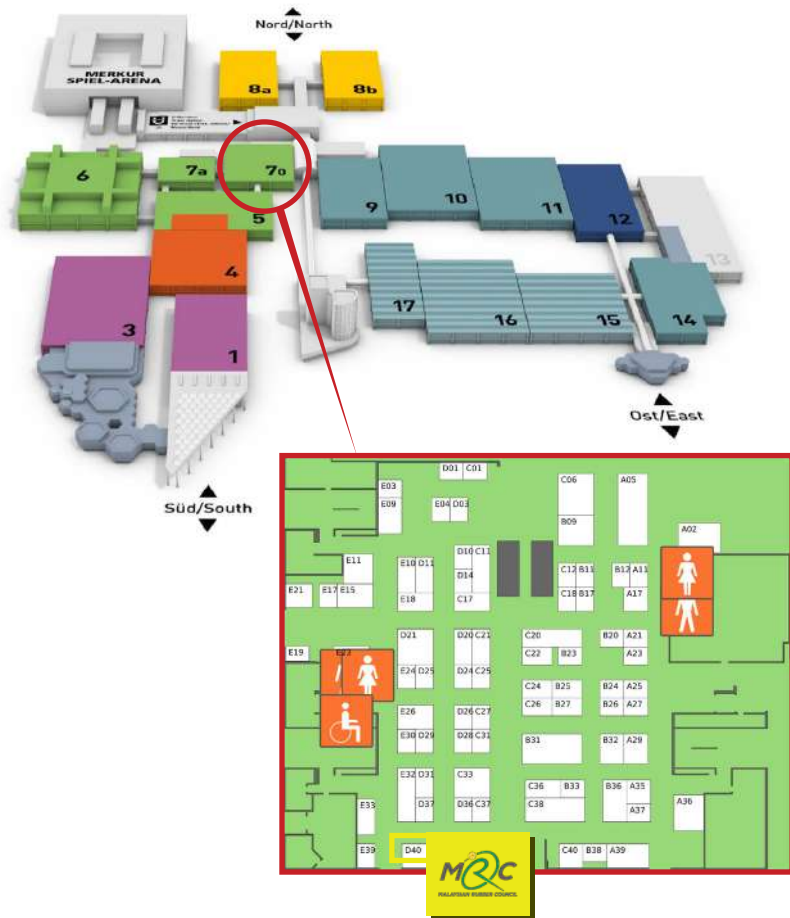 Nord/North
MERKUR
SPIEL-ARENA
8a
8b
6
7a
7.0
5
9
10
11
12
13
4
17
16
15
14
3
1
Ost/East
Süd/South
D01 C01
C06
A05
E03
E09
E04 D03
B09
A02
D10 C11
E10 D11
E11
D14
C12 B11
B12 A11
E21
E17 E15
E18
C17
C18 B17
A17
D21
D20 C21
C20
B20 A21
E19
E23
C22
B23
A23
E24 D25
D24 C25
C24 B25
B24 A25
E26
D26 C27
C26 B27
B26 A27
E30 D29
D28 C31
B31
B32 A29
E32 D31
C33
C36 B33
B36 A35
E33
D37
D36 C37
C38
A37
A36
E39
D40
C40 B38 A39
MRC
MALAYSIAN RUBBER COUNCIL